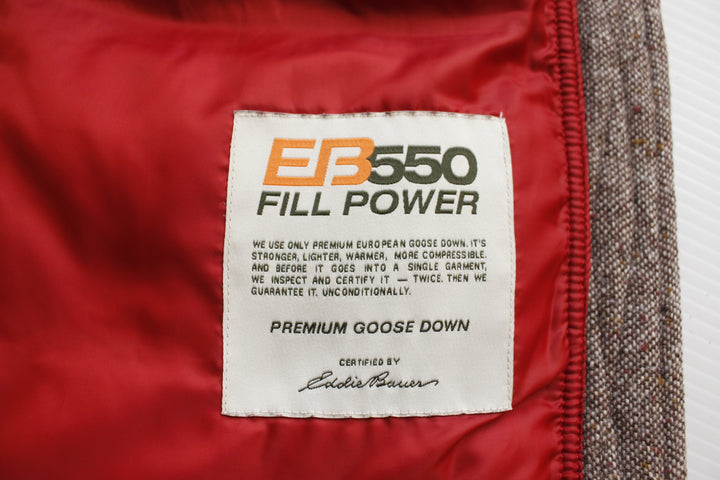 EB550
FILL POWER
WE USE ONLY PREMIUM EUROPEAN GOOSE DOWN. IT'S
STRONGER, LIGHTER, WARMER, MORE COMPRESSIBLE.
AND BEFORE IT GOES INTO A SINGLE GARMENT,
WE INSPECT AND CERTIFY IT — TWICE. THEN WE
GUARANTEE IT. UNCONDITIONALLY.
PREMIUM GOOSE DOWN
CERTIFIED BY
Eddie Bauer